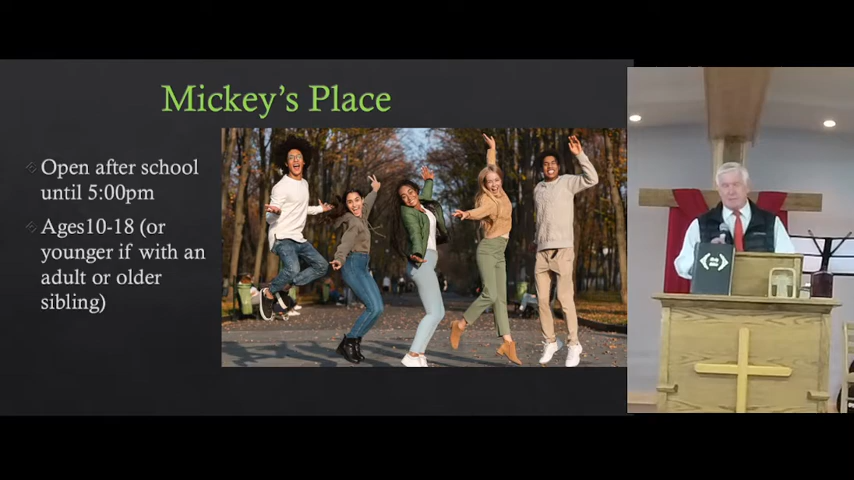 Mickey's Place
Open after school
until 5:00pm
Ages10-18 (or
younger if with an
adult or older
sibling)